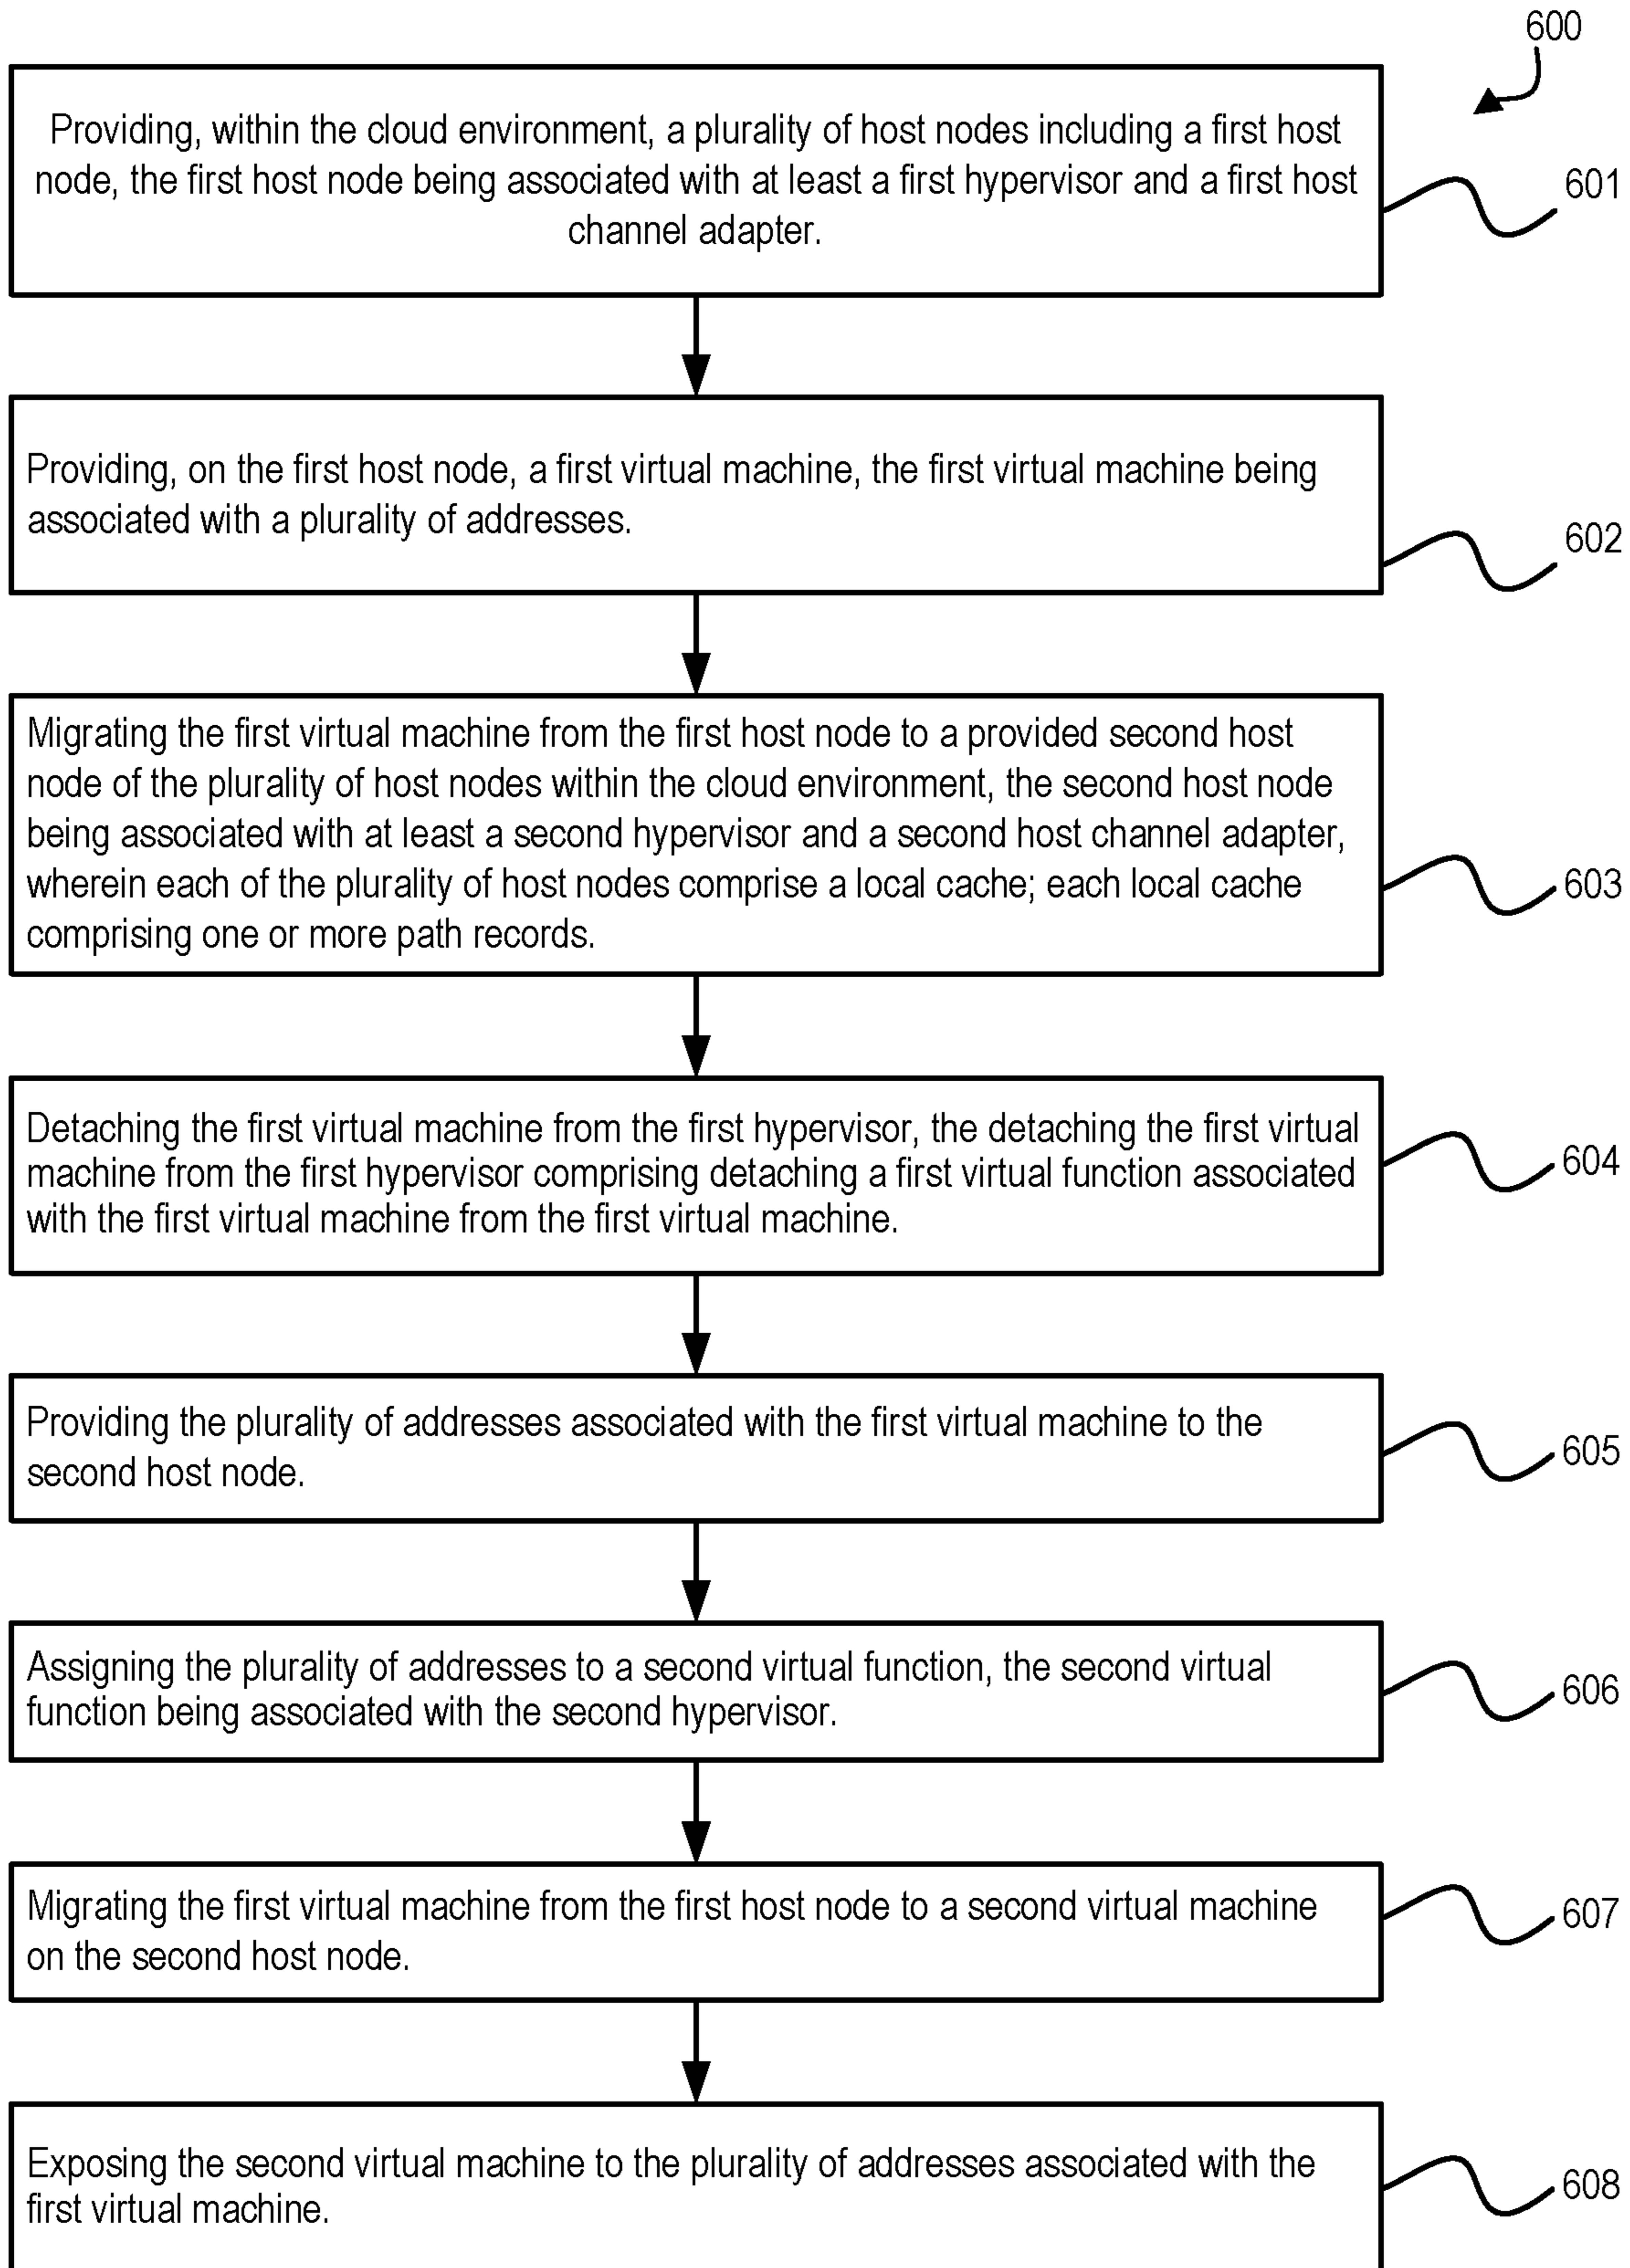 600
Providing, within the cloud environment, a plurality of host nodes including a first host
node, the first host node being associated with at least a first hypervisor and a first host
channel adapter.
601
Providing, on the first host node, a first virtual machine, the first virtual machine being
associated with a plurality of addresses.
602
Migrating the first virtual machine from the first host node to a provided second host
node of the plurality of host nodes within the cloud environment, the second host node
being associated with at least a second hypervisor and a second host channel adapter,
wherein each of the plurality of host nodes comprise a local cache; each local cache
comprising one or more path records.
603
Detaching the first virtual machine from the first hypervisor, the detaching the first virtual
machine from the first hypervisor comprising detaching a first virtual function associated
with the first virtual machine from the first virtual machine.
604
Providing the plurality of addresses associated with the first virtual machine to the
second host node.
605
Assigning the plurality of addresses to a second virtual function, the second virtual
function being associated with the second hypervisor.
606
Migrating the first virtual machine from the first host node to a second virtual machine
on the second host node.
607
Exposing the second virtual machine to the plurality of addresses associated with the
first virtual machine.
608